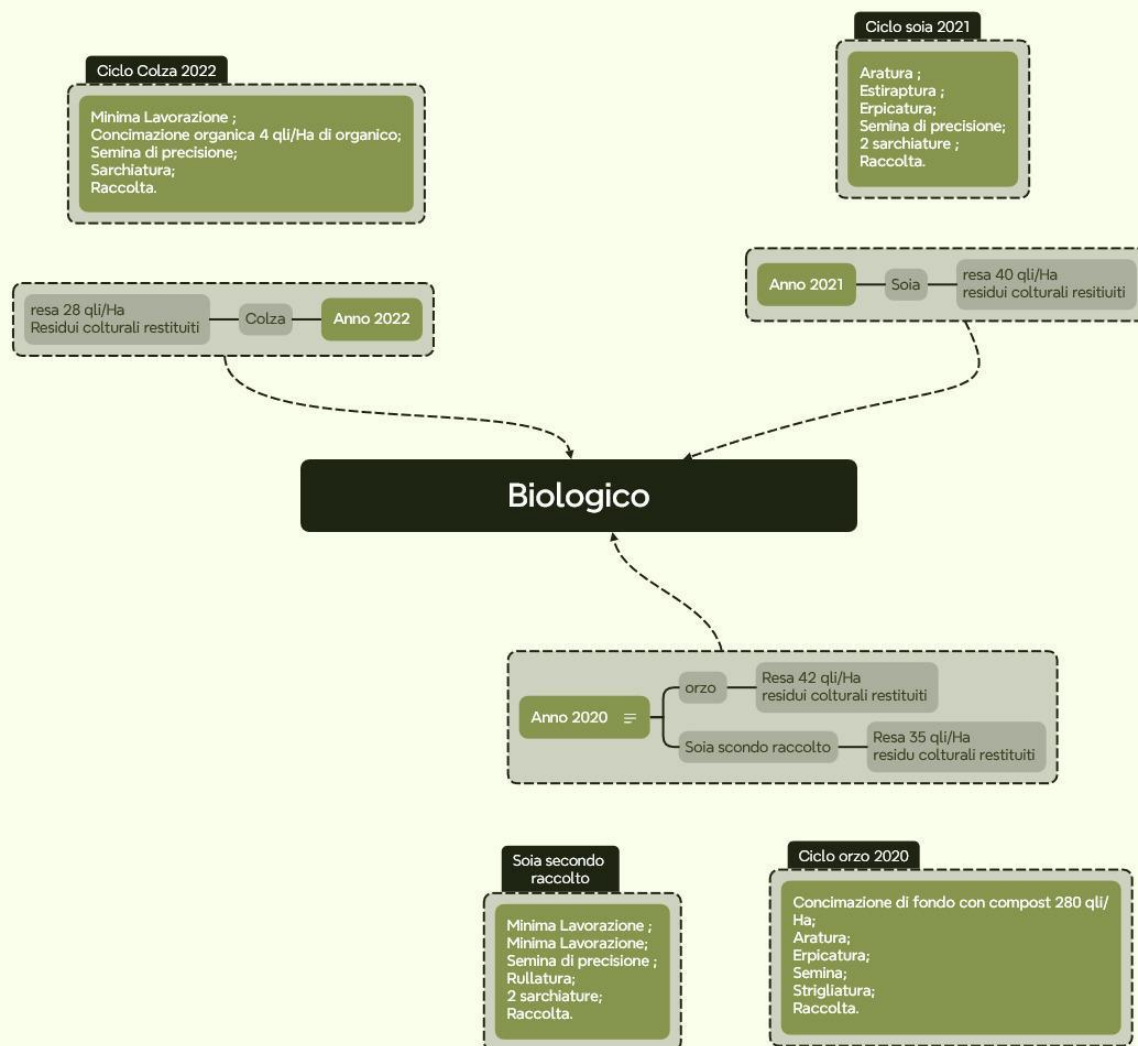 Ciclo Colza 2022
Minima Lavorazione ;
Concimazione organica 4 qli/Ha di organico;
Semina di precisione;
Sarchiatura;
Raccolta.
Ciclo soia 2021
Aratura ;
Estiraptura ;
Erpicatura;
Semina di precisione;
2 sarchiature ;
Raccolta.
resa 28 qli/Ha
Residui colturali restituiti
Colza
Anno 2022
Anno 2021
Soia
resa 40 qli/Ha
residui colturali resitiuiti
Biologico
Anno 2020
orzo
Resa 42 qli/Ha
residui colturali restituiti
Soia scondo raccolto
Resa 35 qli/Ha
residu colturali restituiti
Soia secondo
raccolto
Minima Lavorazione ;
Minima Lavorazione;
Semina di precisione ;
Rullatura;
2 sarchiature;
Raccolta.
Ciclo orzo 2020
Concimazione di fondo con compost 280 qli/
Ha;
Aratura;
Erpicatura;
Semina;
Strigliatura;
Raccolta.